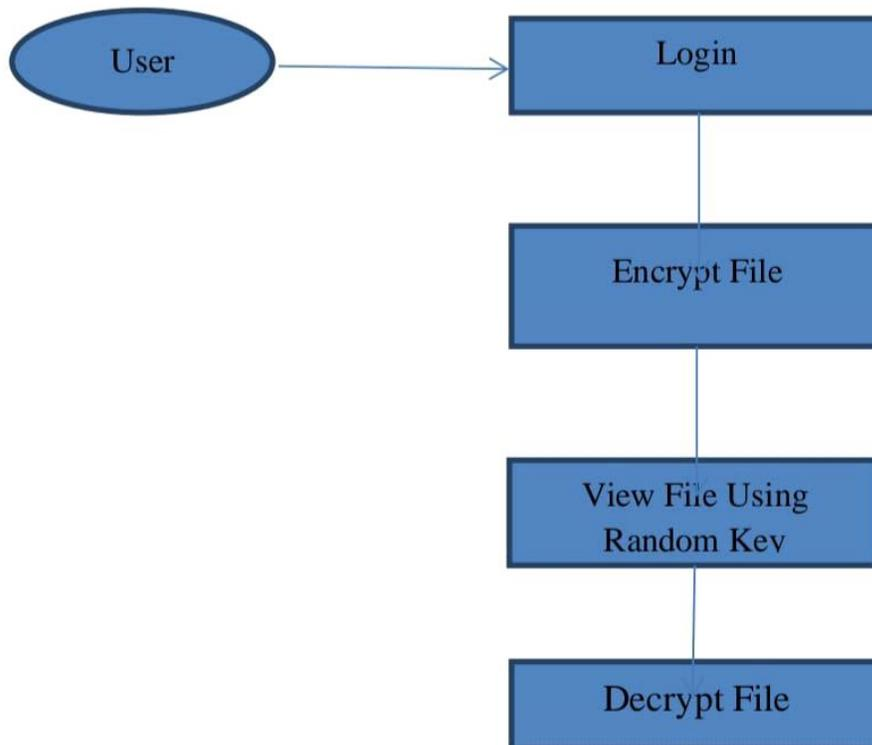 User
Login
Encrypt File
View File Using
Random Key
Decrypt File